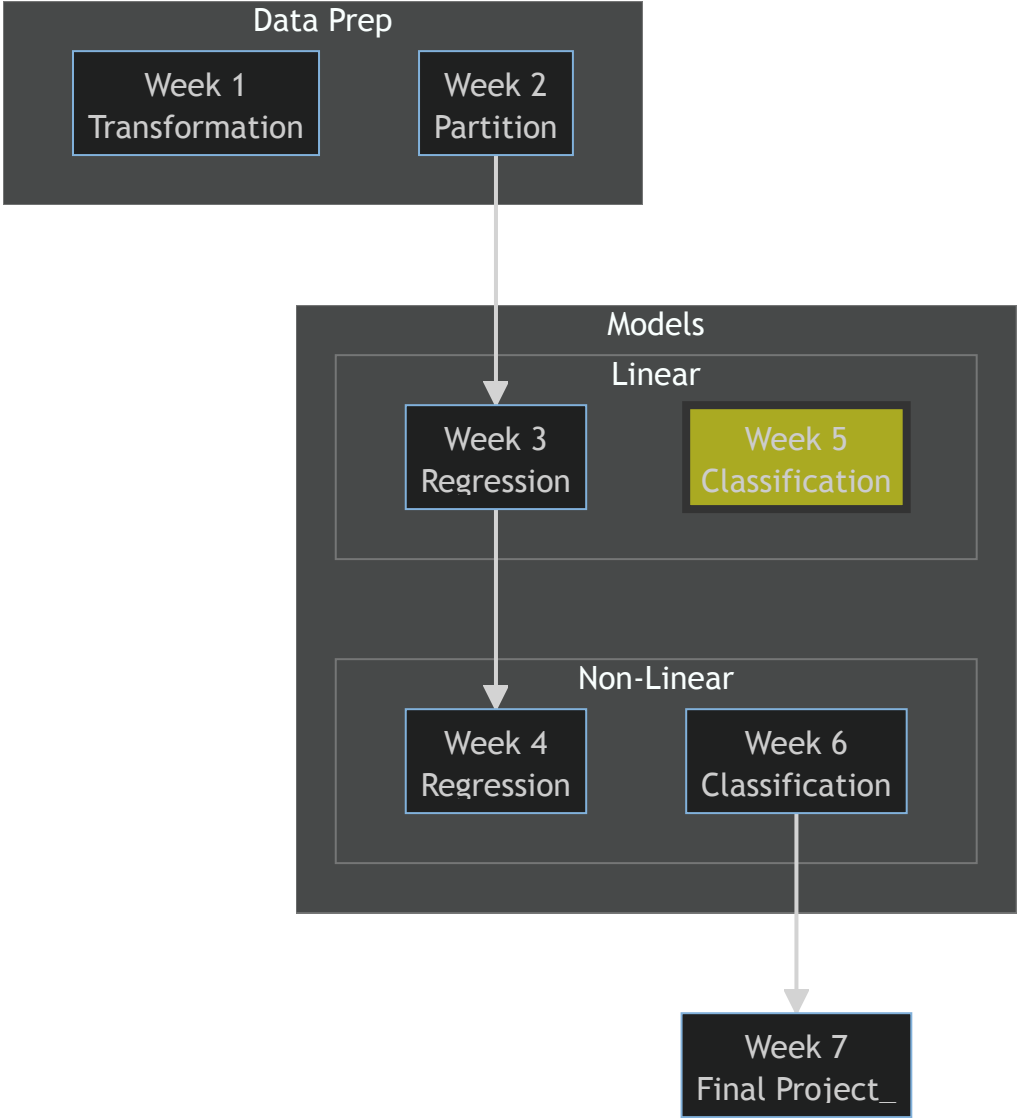 Data Prep
Week 1
Transformation
Week 2
Partition
Models
Linear
Week 3
Regression
Week 5
Classification
Non-Linear
Week 4
Regression
Week 6
Classification
Week 7
Final Project_